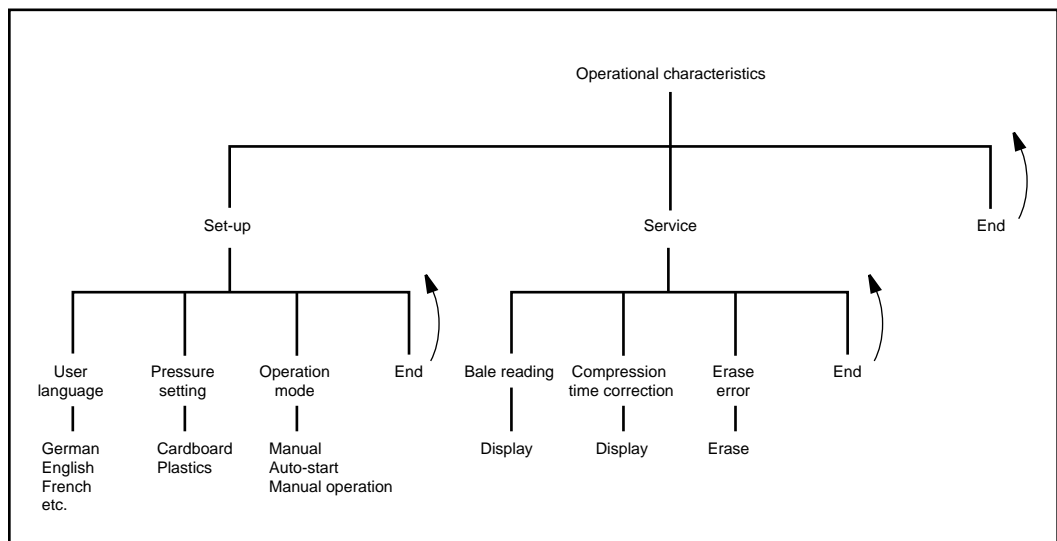 Operational characteristics
Set-up
Service
End
User
language
Pressure
setting
Operation
mode
End
Bale reading
Compression
time correction
Erase
error
End
German
English
French
etc.
Cardboard
Plastics
Manual
Auto-start
Manual operation
Display
Display
Erase